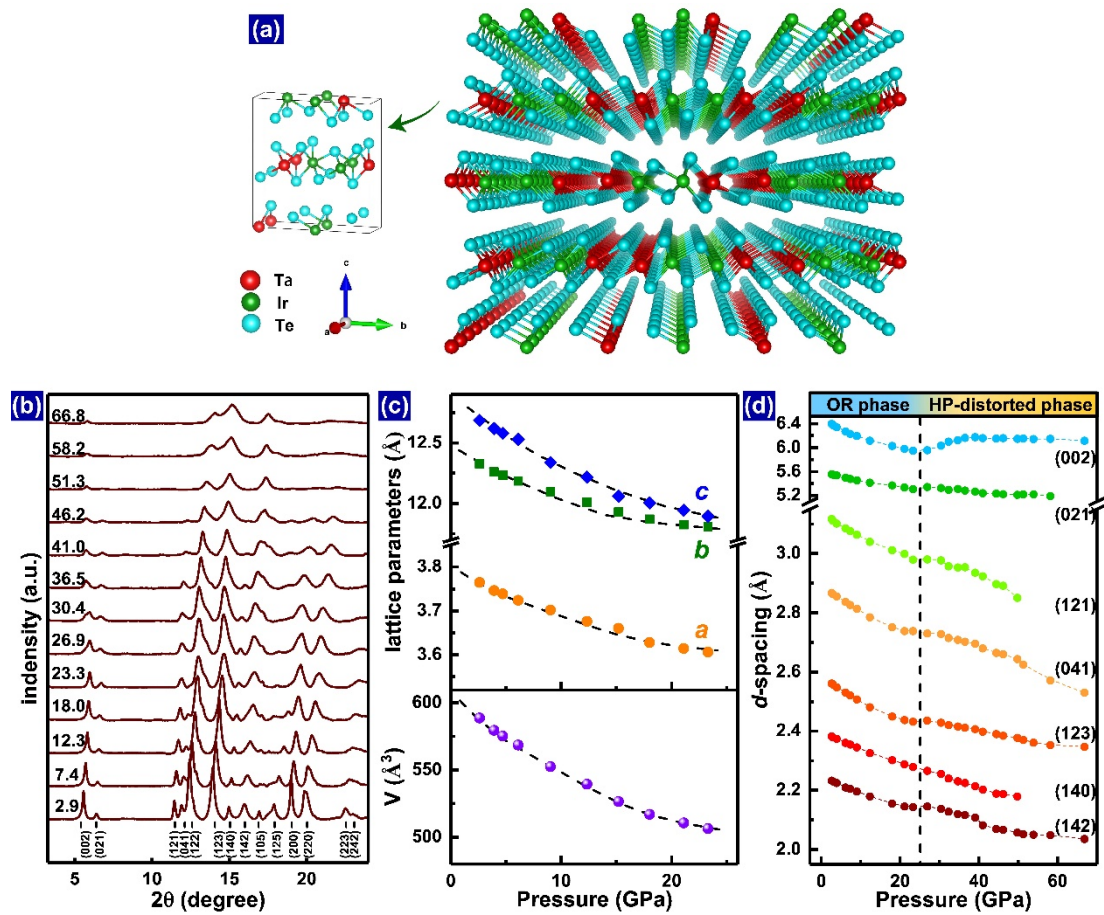 (a)
Ta
Ir
Te
c
a
b
(b)
66.8
58.2
51.3
46.2
41.0
36.5
30.4
26.9
23.3
18.0
12.3
7.4
2.9
(002)
(021)
(121)
(041)
(122)
(123)
(140)
(142)
(105)
(125)
(200)
(220)
(223)
(242)
indensity (a.u.)
5 10 15 20
2θ (degree)
(c)
12.5
12.0
3.8
3.7
3.6
600
550
500
lattice parameters (Å)
V (Å³)
c
b
a
0 5 10 15 20 25
Pressure (GPa)
(d)
OR phase HP-distorted phase
6.4
6.0
5.6
5.2
3.0
2.8
2.6
2.4
2.2
2.0
d-spacing (Å)
(002)
(021)
(121)
(041)
(123)
(140)
(142)
0 20 40 60
Pressure (GPa)